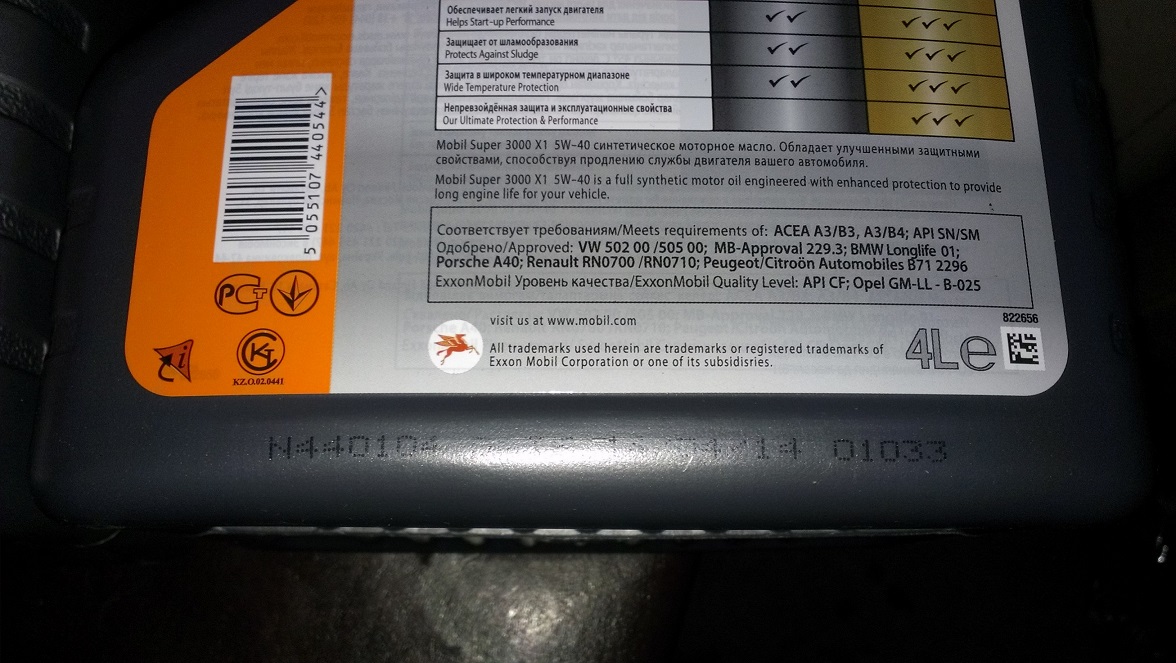 Обеспечивает легкий запуск двигателя
Helps Start-up Performance
Защищает от шламообразования
Protects Against Sludge
Защита в широком температурном диапазоне
Wide Temperature Protection
Непревзойдённая защита и эксплуатационные свойства
Our Ultimate Protection & Performance
Mobil Super 3000 X1 5W-40 синтетическое моторное масло. Обладает улучшенными защитными
свойствами, способствуя продлению службы двигателя вашего автомобиля.
Mobil Super 3000 X1 5W-40 is a full synthetic motor oil engineered with enhanced protection to provide
long engine life for your vehicle.
Соответствует требованиям/Meets requirements of: ACEA A3/B3, A3/B4; API SN/SM
Одобрено/Approved: VW 502 00 /505 00; MB-Approval 229.3; BMW Longlife 01;
Porsche A40; Renault RN0700 /RN0710; Peugeot/Citroën Automobiles B71 2296
ExxonMobil Уровень качества/ExxonMobil Quality Level: API CF; Opel GM-LL - B-025
visit us at www.mobil.com
All trademarks used herein are trademarks or registered trademarks of
Exxon Mobil Corporation or one of its subsidisries.
822656
4Le
5 055107 440544>
РСТ
i
KZ.O.02.0441
N440104 /14 01033